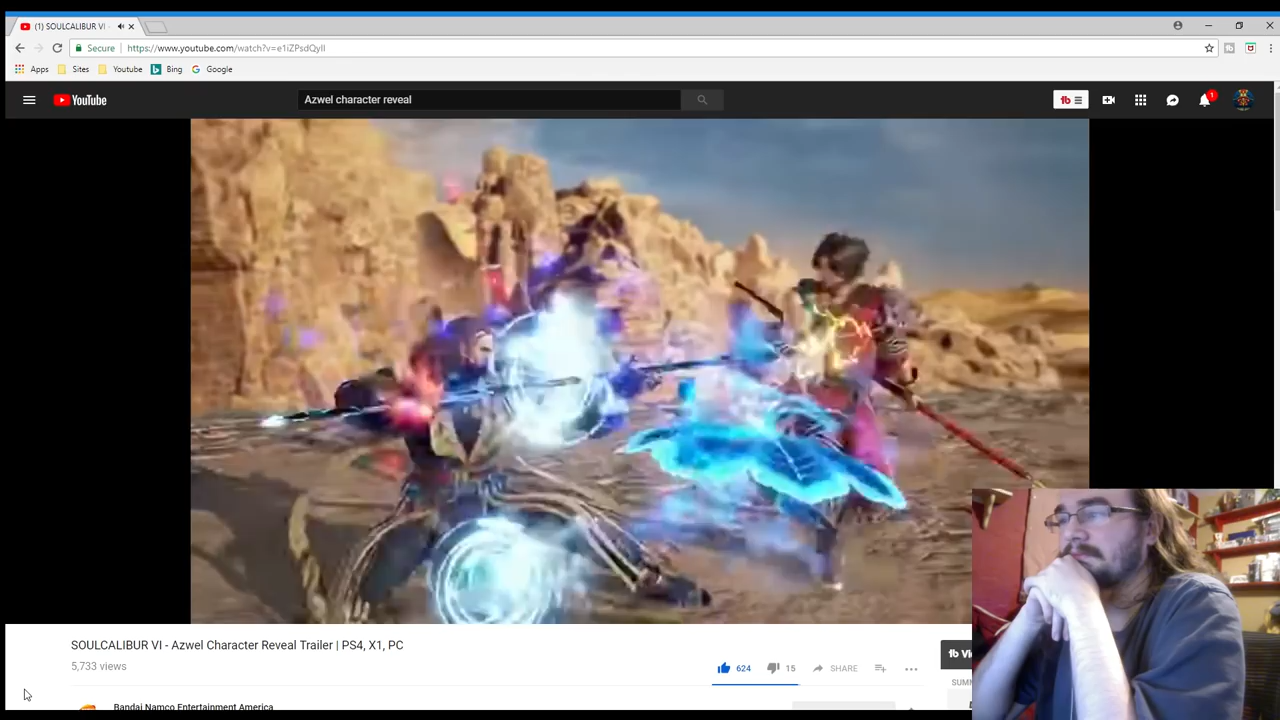 (1) SOULCALIBUR VI -
Secure https://www.youtube.com/watch?v=e1iZPsdQyII
Apps Sites Youtube Bing Google
YouTube Azwel character reveal 1
SOULCALIBUR VI - Azwel Character Reveal Trailer | PS4, X1, PC
5,733 views
624 15 SHARE
Bandai Namco Entertainment America